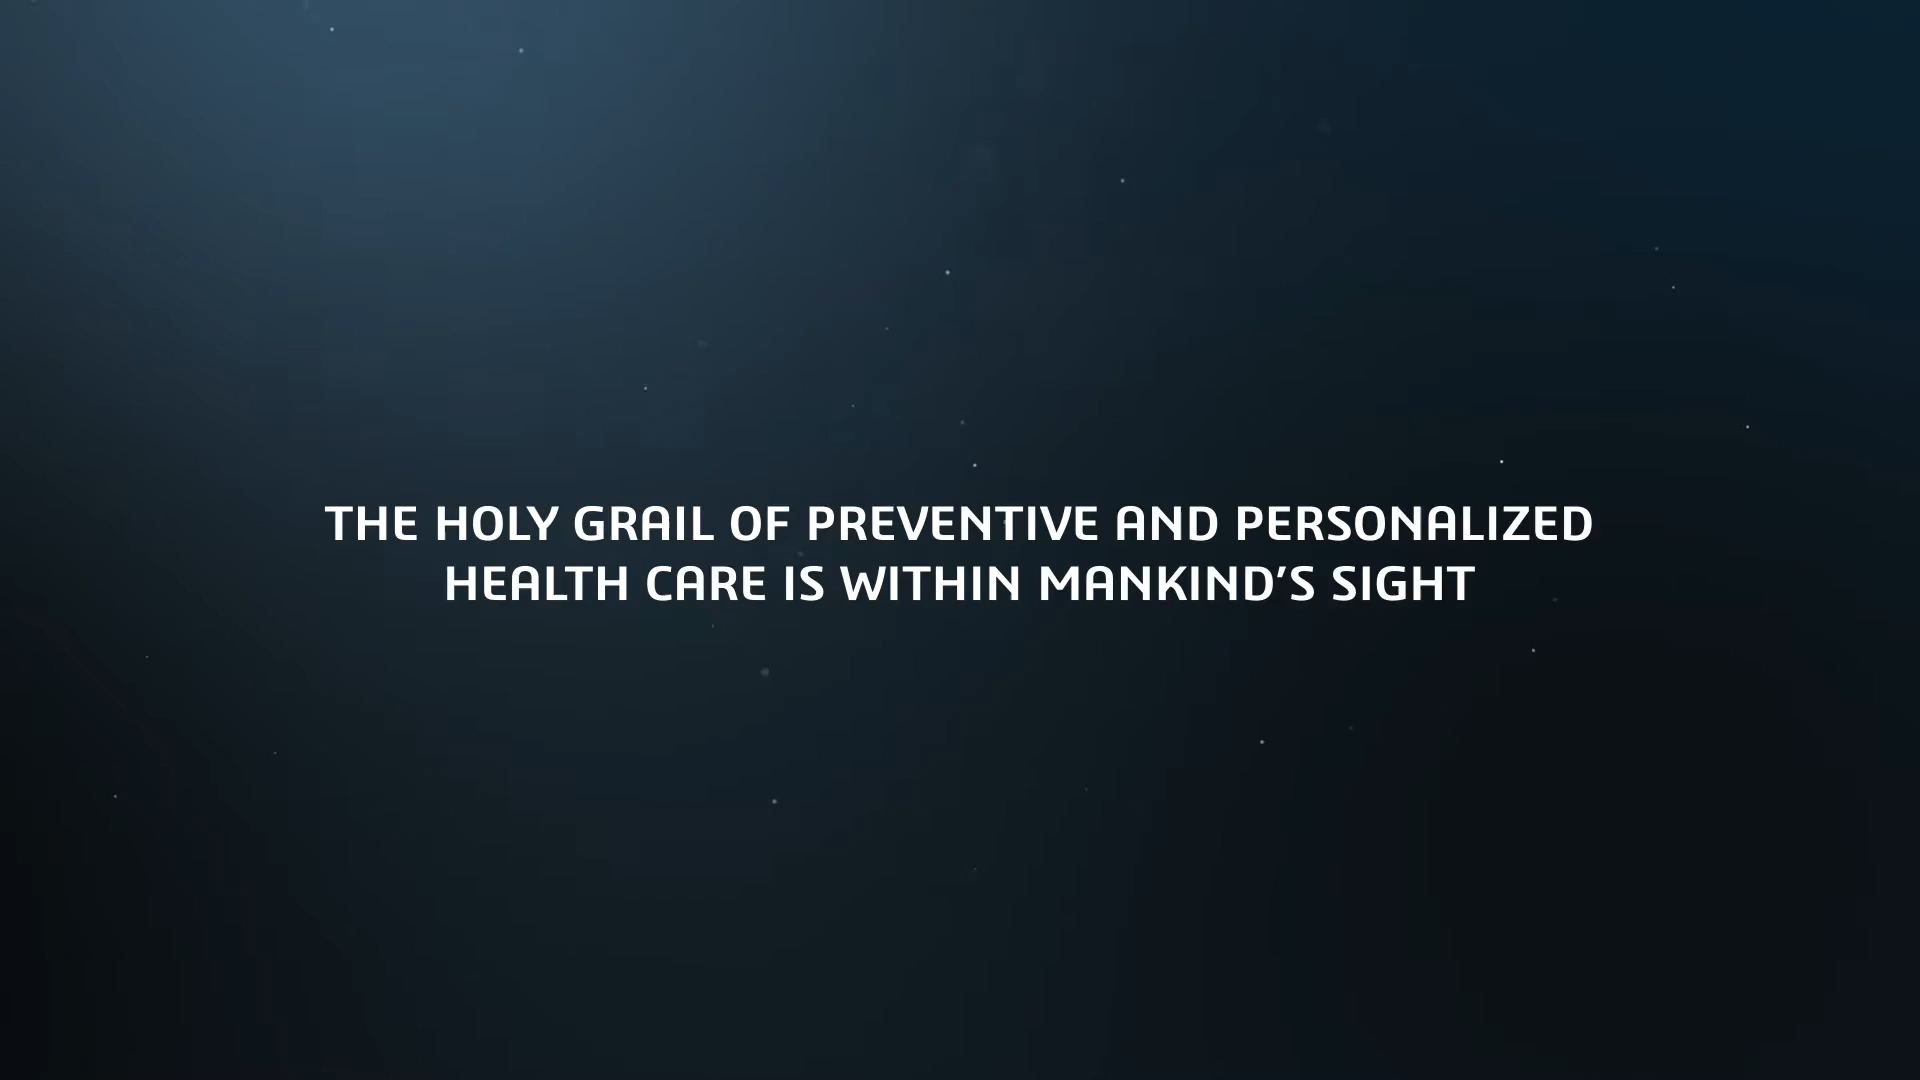 THE HOLY GRAIL OF PREVENTIVE AND PERSONALIZED
HEALTH CARE IS WITHIN MANKIND’S SIGHT